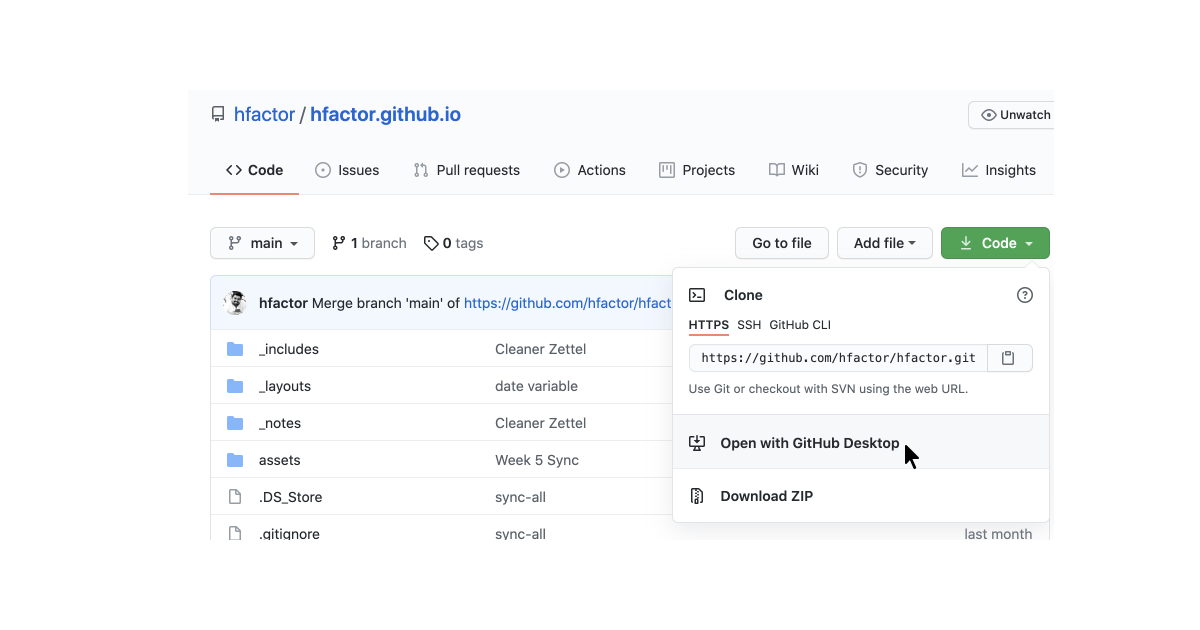 hfactor / hfactor.github.io
Unwatch
Code Issues Pull requests Actions Projects Wiki Security Insights
main 1 branch 0 tags Go to file Add file Code
hfactor Merge branch 'main' of https://github.com/hfactor/hfact
_includes Cleaner Zettel
_layouts date variable
_notes Cleaner Zettel
assets Week 5 Sync
.DS_Store sync-all
.gitignore sync-all last month
Clone
HTTPS SSH GitHub CLI
https://github.com/hfactor/hfactor.git
Use Git or checkout with SVN using the web URL.
Open with GitHub Desktop
Download ZIP